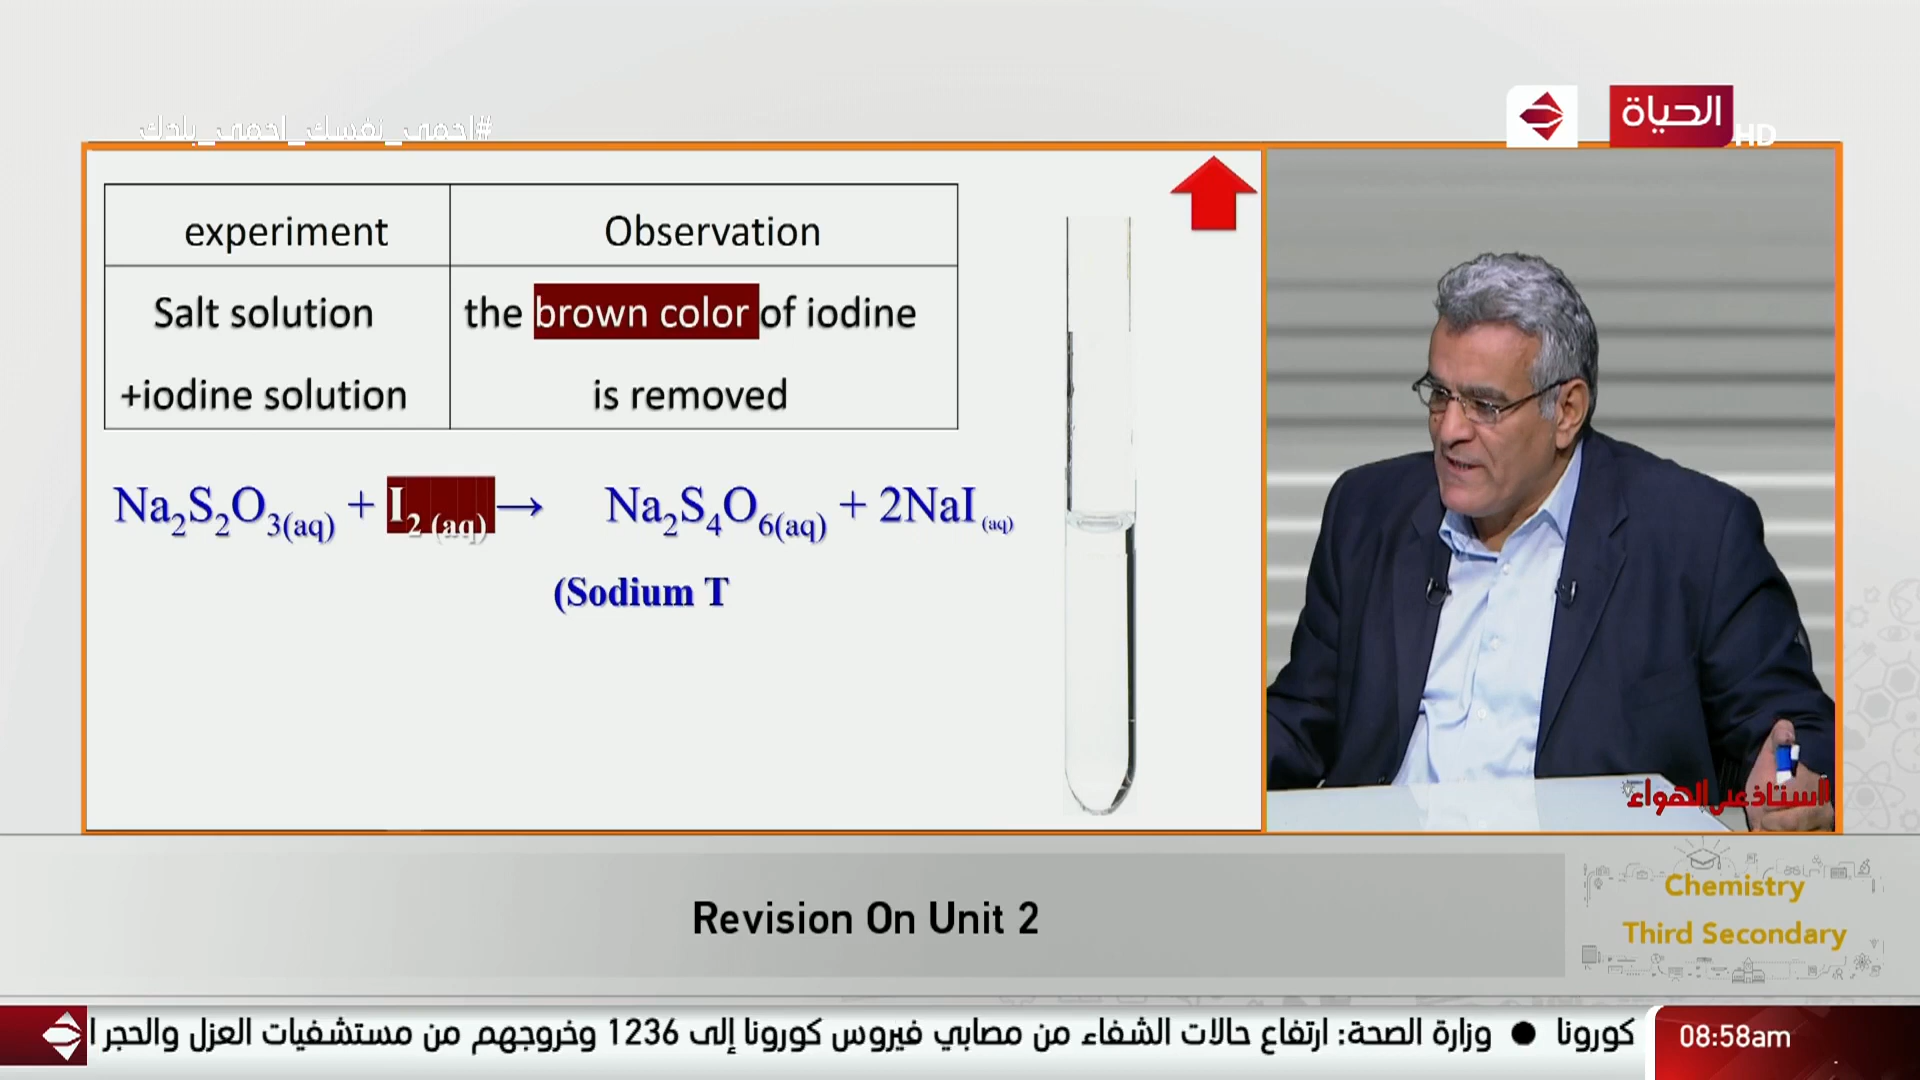 #احمي_نفسك_احمي_بلدك
الحياة
HD
experiment
Observation
Salt solution
+iodine solution
the brown color of iodine
is removed
Na₂S₂O₃(aq) + I₂ (aq) → Na₂S₄O₆(aq) + 2NaI (aq)
(Sodium T
أستاذ على الهواء
Revision On Unit 2
Chemistry
Third Secondary
كورونا ● وزارة الصحة: ارتفاع حالات الشفاء من مصابي فيروس كورونا إلى 1236 وخروجهم من مستشفيات العزل والحجر ا
08:58am